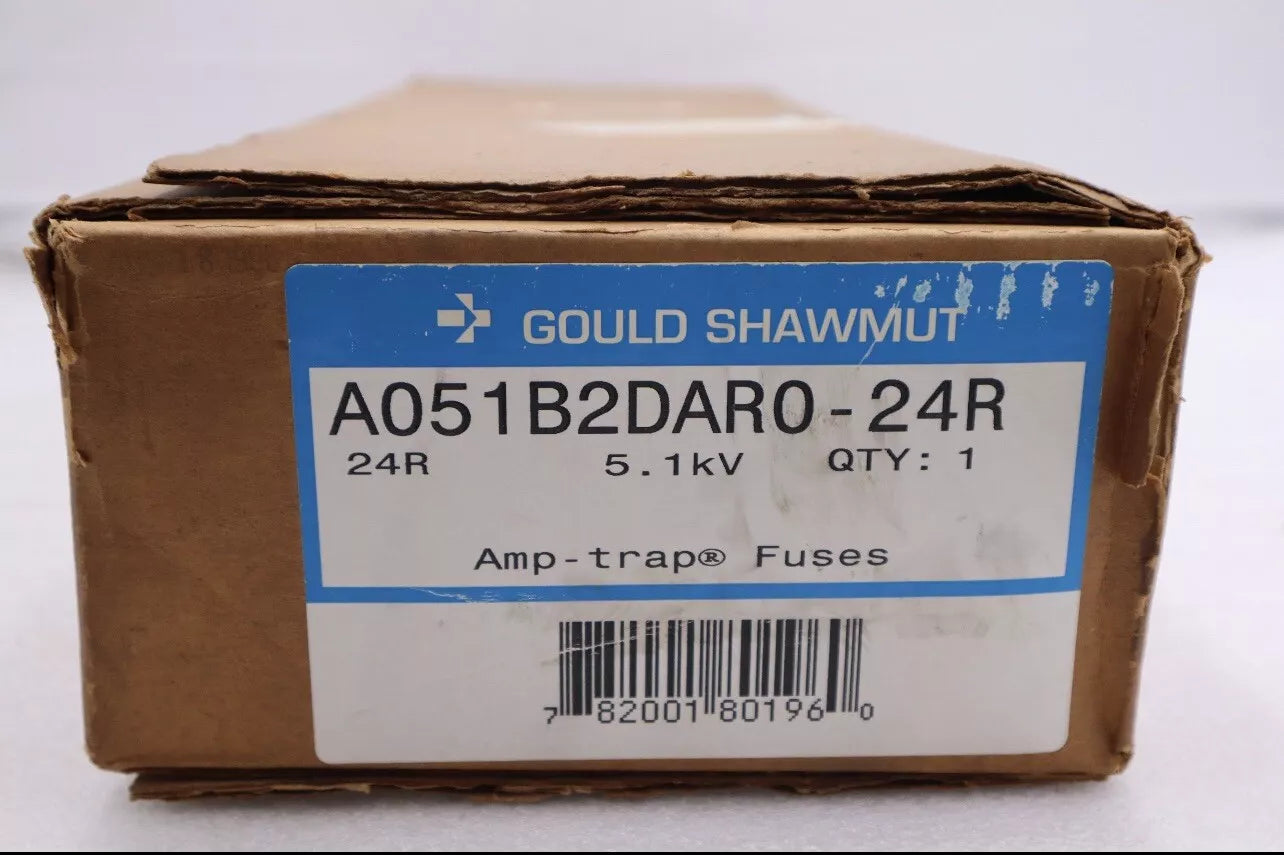 GOULD SHAWMUT
A051B2DAR0-24R
24R 5.1kV QTY: 1
Amp-trap® Fuses
7 82001 80196 0